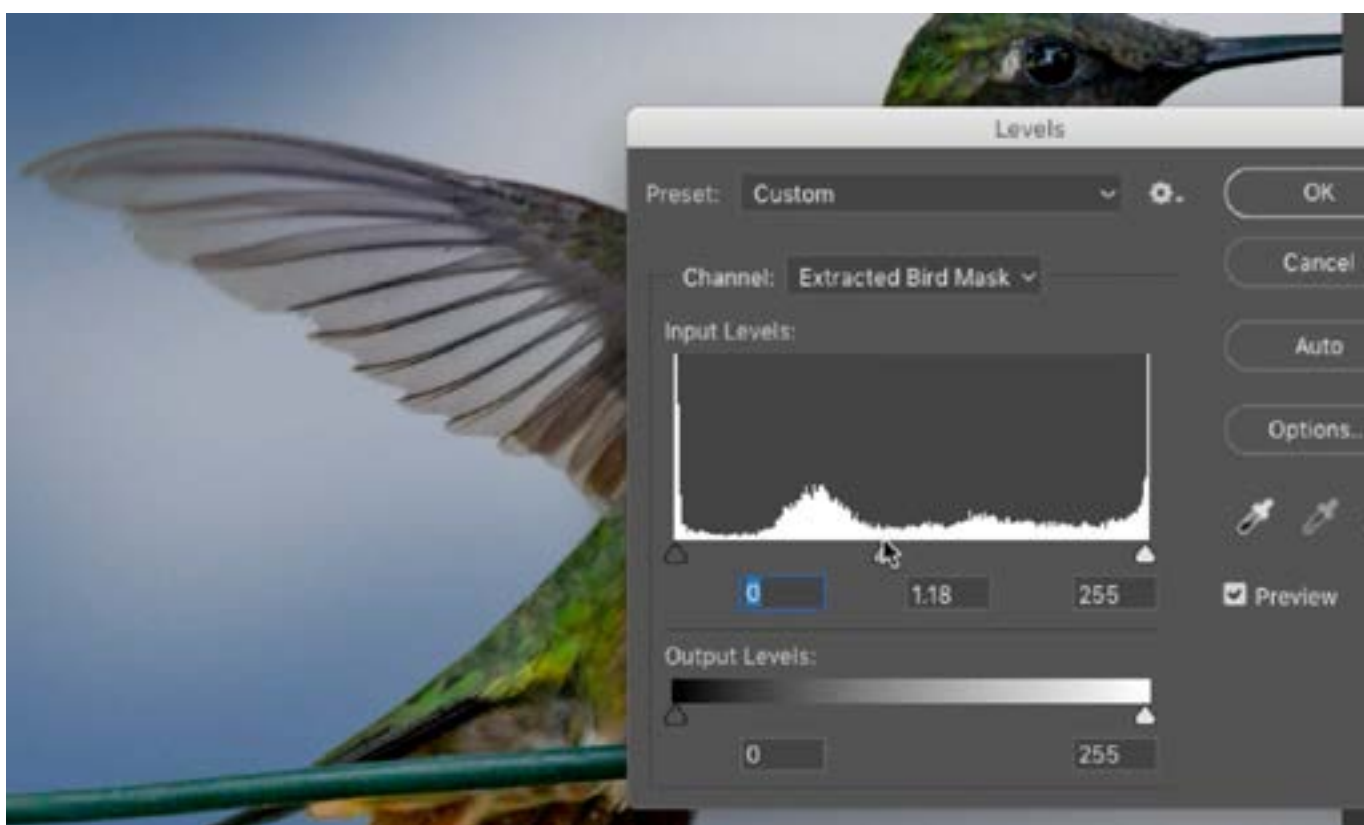 Levels
Preset: Custom
OK
Channel: Extracted Bird Mask
Cancel
Input Levels:
Auto
Options..
0 1.18 255
Preview
Output Levels:
0 255